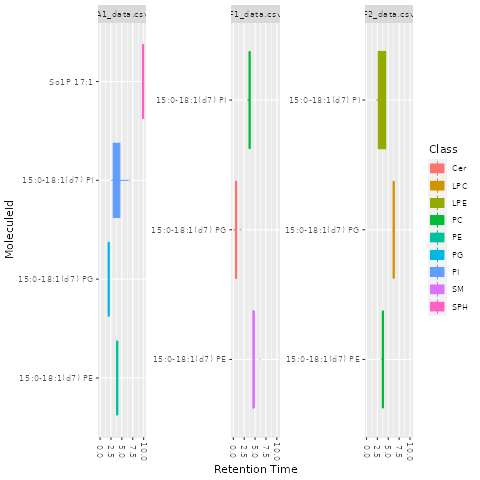 A1_data.csv
F1_data.csv
F2_data.csv
MoleculeId
So1P 17:1
15:0-18:1(d7) PI
15:0-18:1(d7) PG
15:0-18:1(d7) PE
15:0-18:1(d7) PI
15:0-18:1(d7) PG
15:0-18:1(d7) PE
15:0-18:1(d7) PI
15:0-18:1(d7) PG
15:0-18:1(d7) PE
0.0
2.5
5.0
7.5
10.0
0.0
2.5
5.0
7.5
10.0
0.0
2.5
5.0
7.5
10.0
Retention Time
Class
Cer
LPC
LPE
PC
PE
PG
PI
SM
SPH